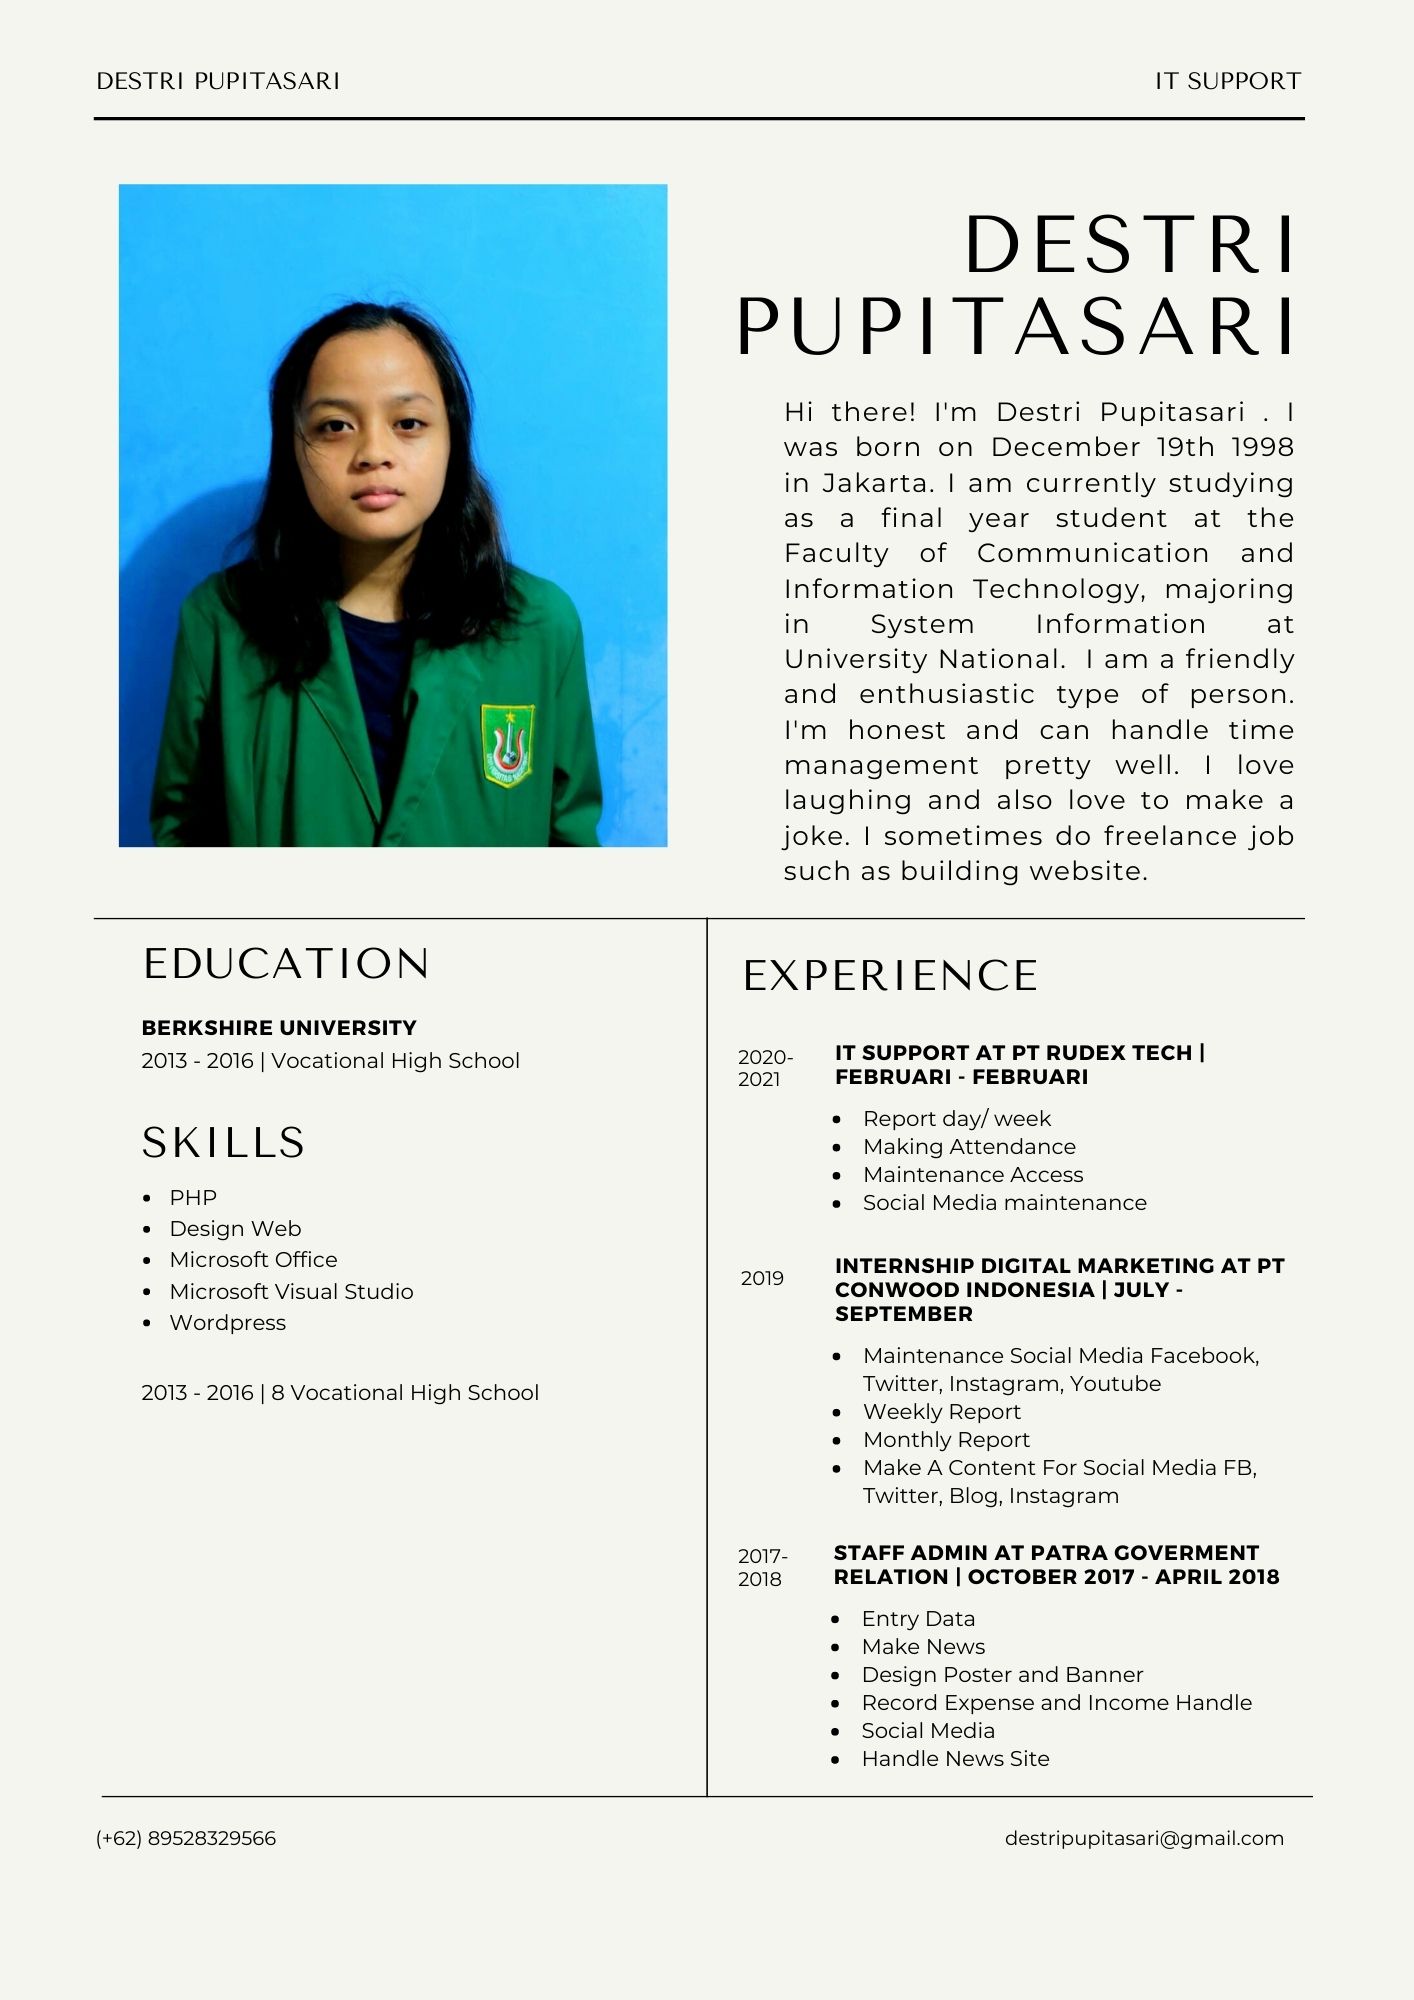 DESTRI PUPITASARI
IT SUPPORT
DESTRI
PUPITASARI
Hi there! I'm Destri Pupitasari . I
was born on December 19th 1998
in Jakarta. I am currently studying
as a final year student at the
Faculty of Communication and
Information Technology, majoring
in System Information at
University National. I am a friendly
and enthusiastic type of person.
I'm honest and can handle time
management pretty well. I love
laughing and also love to make a
joke. I sometimes do freelance job
such as building website.
EDUCATION
BERKSHIRE UNIVERSITY
2013 - 2016 | Vocational High School
SKILLS
• PHP
• Design Web
• Microsoft Office
• Microsoft Visual Studio
• Wordpress
2013 - 2016 | 8 Vocational High School
EXPERIENCE
2020-
2021
IT SUPPORT AT PT RUDEX TECH |
FEBRUARI - FEBRUARI
• Report day/ week
• Making Attendance
• Maintenance Access
• Social Media maintenance
2019
INTERNSHIP DIGITAL MARKETING AT PT
CONWOOD INDONESIA | JULY -
SEPTEMBER
• Maintenance Social Media Facebook,
Twitter, Instagram, Youtube
• Weekly Report
• Monthly Report
• Make A Content For Social Media FB,
Twitter, Blog, Instagram
2017-
2018
STAFF ADMIN AT PATRA GOVERMENT
RELATION | OCTOBER 2017 - APRIL 2018
• Entry Data
• Make News
• Design Poster and Banner
• Record Expense and Income Handle
• Social Media
• Handle News Site
(+62) 89528329566
destripupitasari@gmail.com